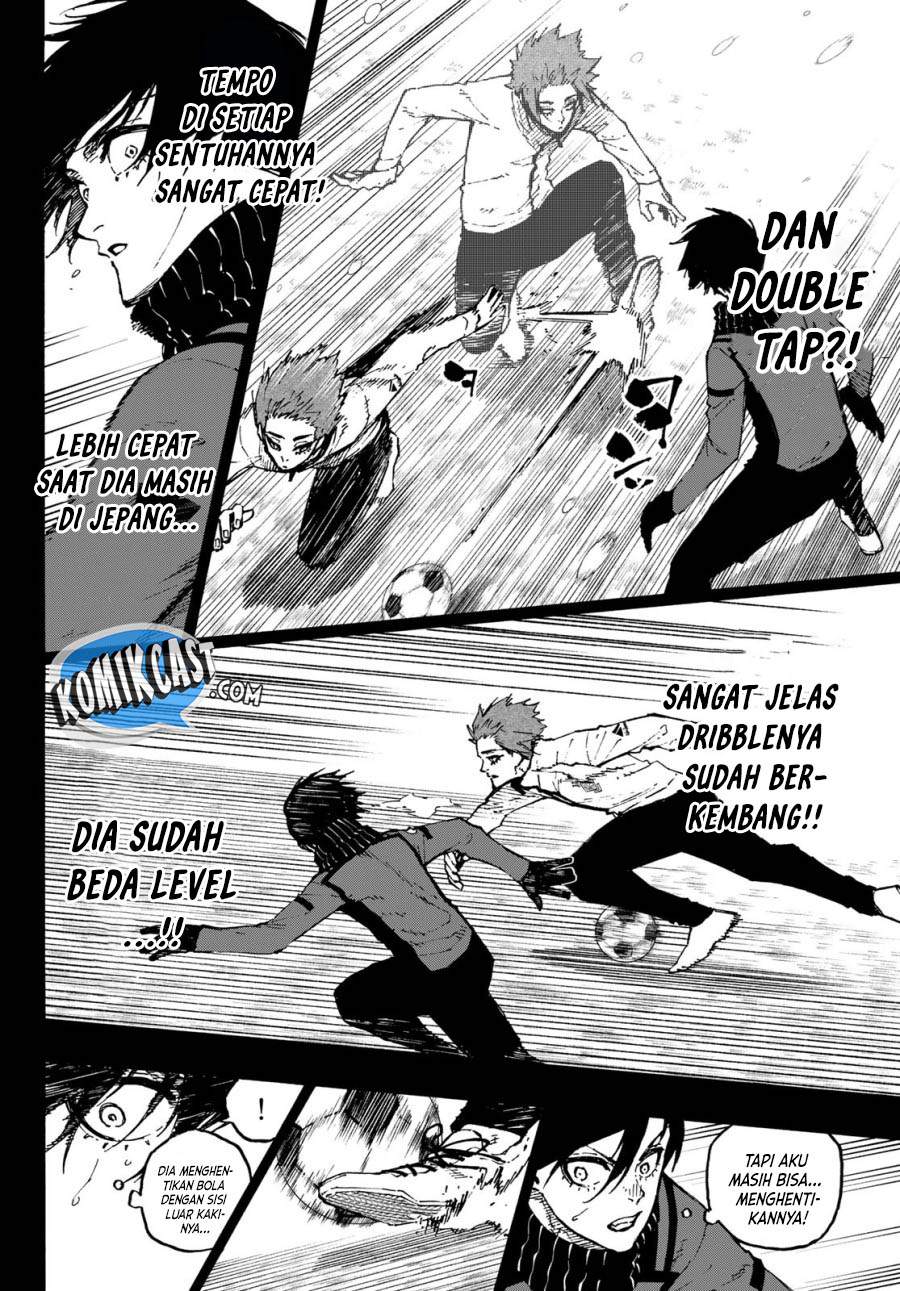 DAN
DOUBLE
TAP?!
TEMPO
DI SETIAP
SENTUHANNYA
SANGAT CEPAT!
LEBIH CEPAT
SAAT DIA MASIH
DI JEPANG...
KOMIKCAST
.COM
SANGAT JELAS
DRIBBLENYA
SUDAH BER-
KEMBANG!!
DIA SUDAH
BEDA LEVEL
.....!!
TAPI AKU
MASIH BISA...
MENGHENTI-
KANNYA!
!
DIA MENGHEN-
TIKAN BOLA
DENGAN SISI
LUAR KAKI-
NYA...